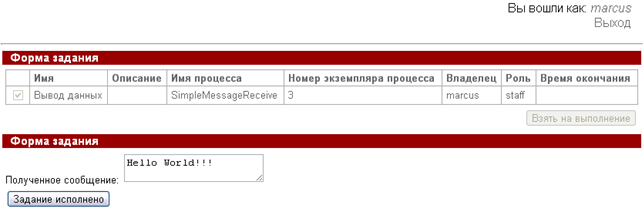 Вы вошли как: marcus
Выход
Форма задания
Имя Описание Имя процесса Номер экземпляра процесса Владелец Роль Время окончания
Вывод данных SimpleMessageReceive 3 marcus staff
Взять на выполнение
Форма задания
Полученное сообщение: Hello World!!!
Задание исполнено